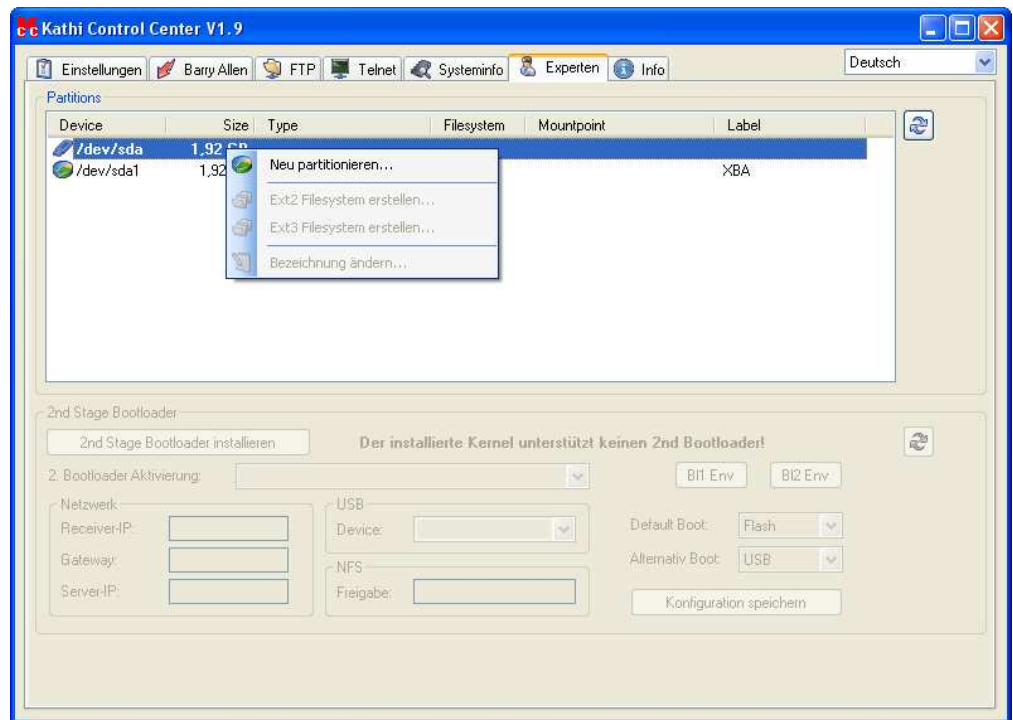 Kathi Control Center V1.9
Einstellungen Barry Allen FTP Telnet Systeminfo Experten Info Deutsch
Partitions
Device Size Type Filesystem Mountpoint Label
/dev/sda 1,92 GB
/dev/sda1 1,92 XBA
Neu partitionieren...
Ext2 Filesystem erstellen...
Ext3 Filesystem erstellen...
Bezeichnung ändern...
2nd Stage Bootloader
2nd Stage Bootloader installieren Der installierte Kernel unterstützt keinen 2nd Bootloader!
2. Bootloader Aktivierung: Bl1 Env Bl2 Env
Netzwerk USB
Receiver-IP: Device: Default Boot: Flash
Gateway: NFS Alternativ Boot: USB
Server-IP: Freigabe: Konfiguration speichern